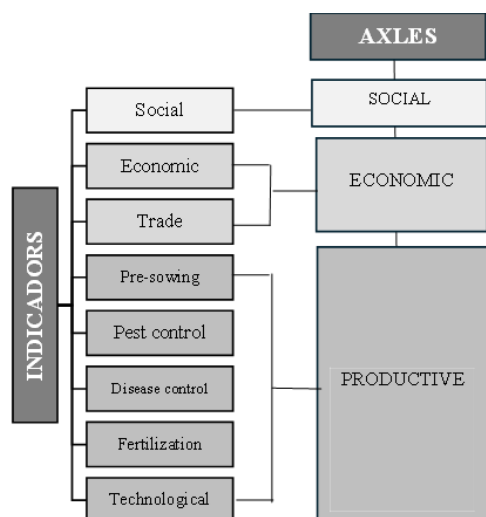 AXLES
SOCIAL
Social
Economic
ECONOMIC
Trade
INDICADORS
Pre-sowing
Pest control
PRODUCTIVE
Disease control
Fertilization
Technological